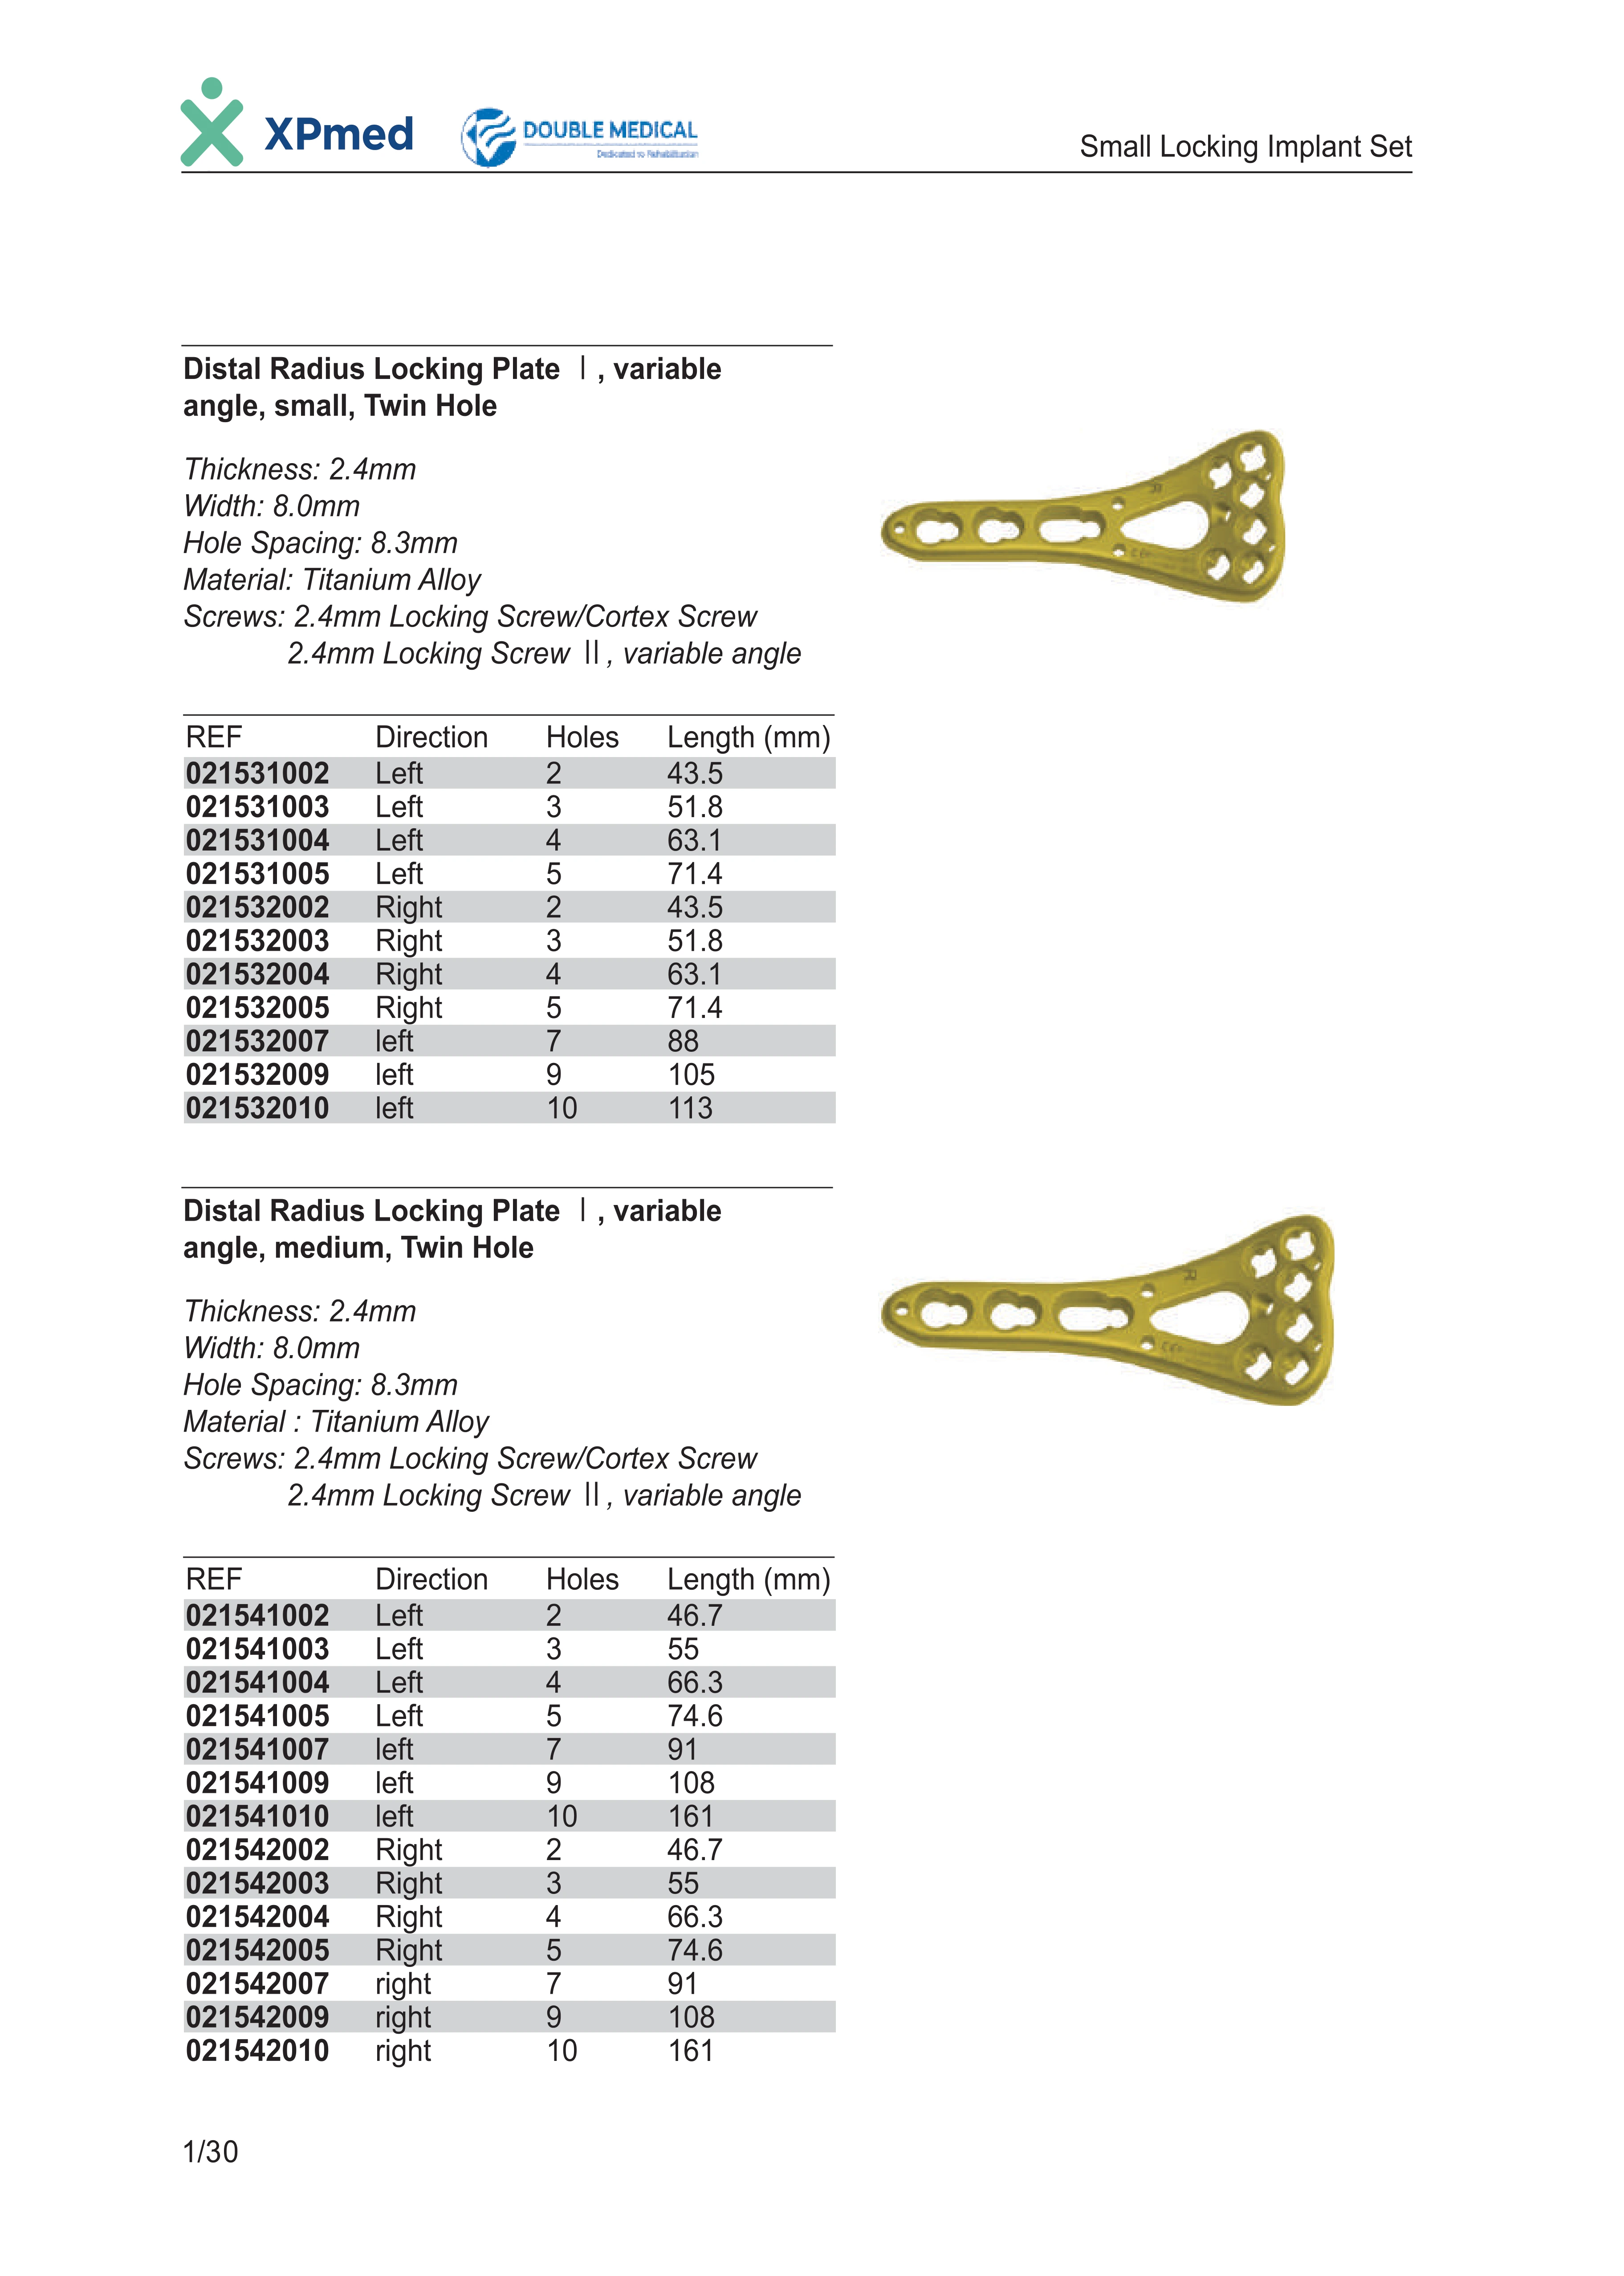 XPmed
DOUBLE MEDICAL
Dedicated to Rehabilitation
Small Locking Implant Set
Distal Radius Locking Plate Ⅰ, variable
angle, small, Twin Hole
Thickness: 2.4mm
Width: 8.0mm
Hole Spacing: 8.3mm
Material: Titanium Alloy
Screws: 2.4mm Locking Screw/Cortex Screw
2.4mm Locking Screw Ⅱ, variable angle
REF Direction Holes Length (mm)
021531002 Left 2 43.5
021531003 Left 3 51.8
021531004 Left 4 63.1
021531005 Left 5 71.4
021532002 Right 2 43.5
021532003 Right 3 51.8
021532004 Right 4 63.1
021532005 Right 5 71.4
021532007 left 7 88
021532009 left 9 105
021532010 left 10 113
R
Distal Radius Locking Plate Ⅰ, variable
angle, medium, Twin Hole
Thickness: 2.4mm
Width: 8.0mm
Hole Spacing: 8.3mm
Material : Titanium Alloy
Screws: 2.4mm Locking Screw/Cortex Screw
2.4mm Locking Screw Ⅱ, variable angle
REF Direction Holes Length (mm)
021541002 Left 2 46.7
021541003 Left 3 55
021541004 Left 4 66.3
021541005 Left 5 74.6
021541007 left 7 91
021541009 left 9 108
021541010 left 10 161
021542002 Right 2 46.7
021542003 Right 3 55
021542004 Right 4 66.3
021542005 Right 5 74.6
021542007 right 7 91
021542009 right 9 108
021542010 right 10 161
R
1/30